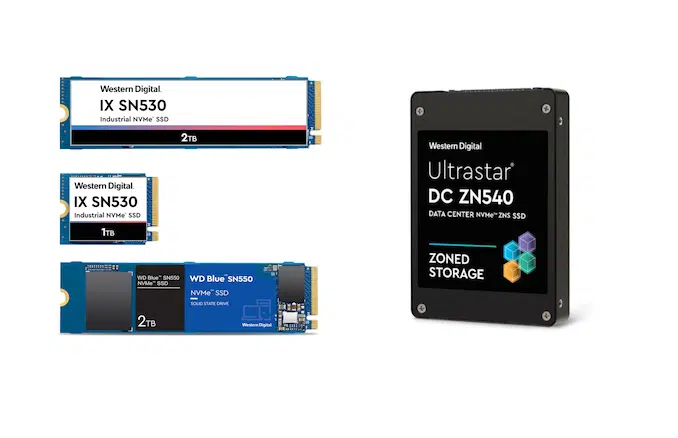 Western Digital
IX SN530
Industrial NVMe™ SSD
2TB
Western Digital
IX SN530
Industrial NVMe™ SSD
1TB
WD Blue™ SN550
NVMe™ SSD
2TB
WD Blue™ SN550
NVMe™ SSD
SOLID STATE DRIVE
Western Digital
Western Digital
Ultrastar®
DC ZN540
DATA CENTER NVMe™ ZNS SSD
ZONED
STORAGE